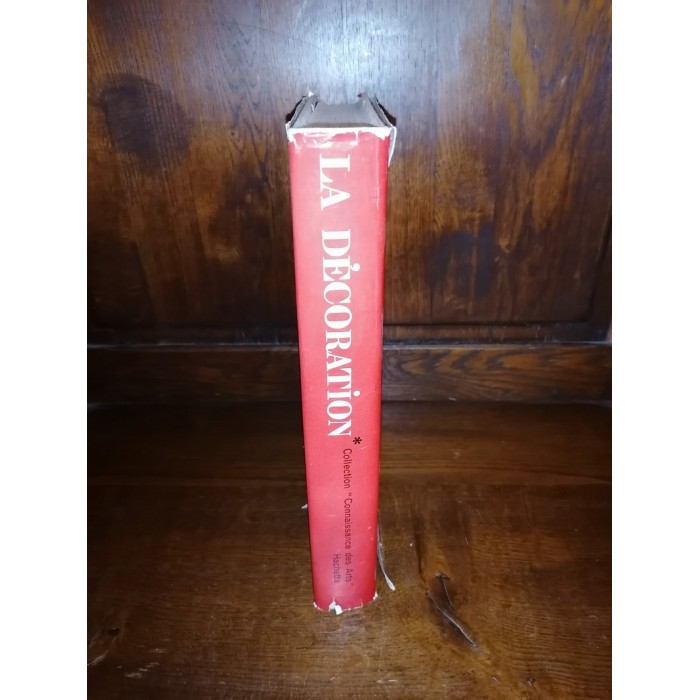 LA DÉCORATION*
Collection "Connaissance des Arts"
Hachette